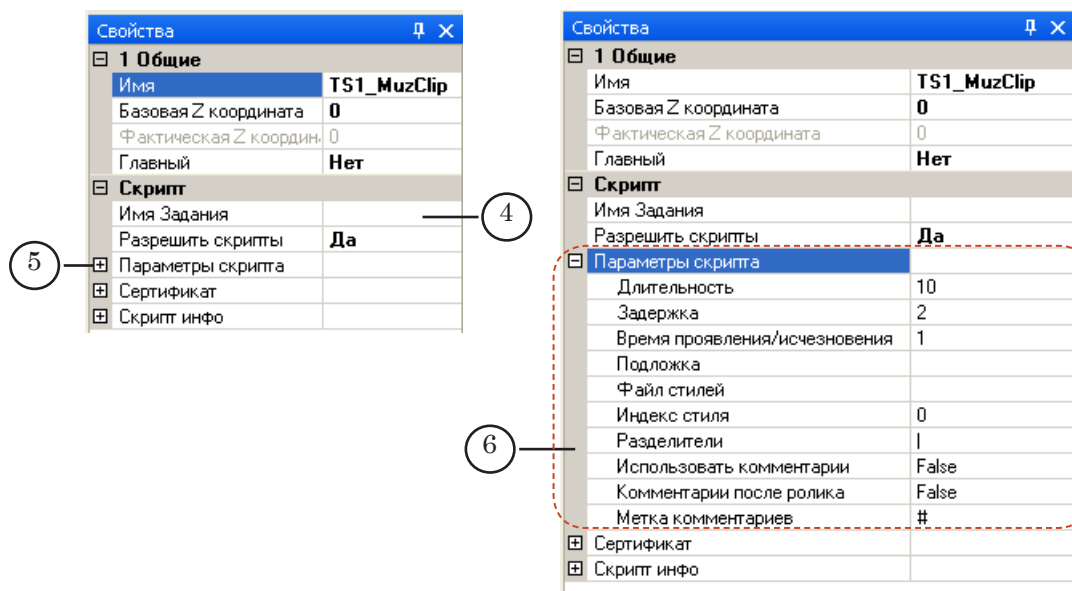 Свойства
1 Общие
Имя TS1_MuzClip
Базовая Z координата 0
Фактическая Z координ 0
Главный Нет
Скрипт
Имя Задания
4
Разрешить скрипты Да
5
Параметры скрипта
Сертификат
Скрипт инфо
Свойства
1 Общие
Имя TS1_MuzClip
Базовая Z координата 0
Фактическая Z координата 0
Главный Нет
Скрипт
Имя Задания
Разрешить скрипты Да
Параметры скрипта
Длительность 10
Задержка 2
Время проявления/исчезновения 1
Подложка
Файл стилей
Индекс стиля 0
6
Разделители |
Использовать комментарии False
Комментарии после ролика False
Метка комментариев #
Сертификат
Скрипт инфо